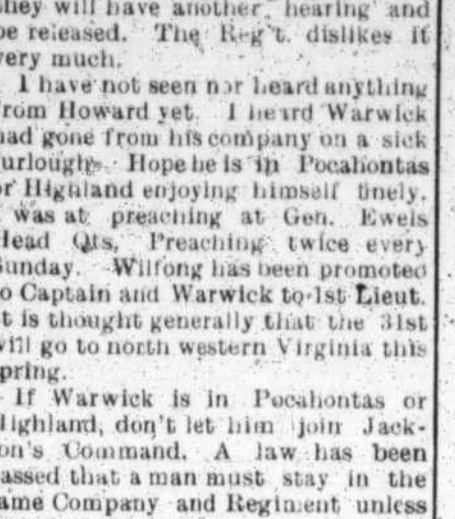 they will have another hearing and
be released. The Reg't. dislikes it
very much.
I have not seen nor heard anything
from Howard yet. I heard Warwick
had gone from his company on a sick
furlough. Hope he is in Pocahontas
or Highland enjoying himself finely.
I was at preaching at Gen. Ewels
Head Qts. Preaching twice every
Sunday. Wilfong has been promoted
to Captain and Warwick to 1st Lieut.
It is thought generally that the 31st
will go to north western Virginia this
spring.
If Warwick is in Pocahontas or
Highland, don't let him join Jack-
son's Command. A law has been
passed that a man must stay in the
same Company and Regiment unless